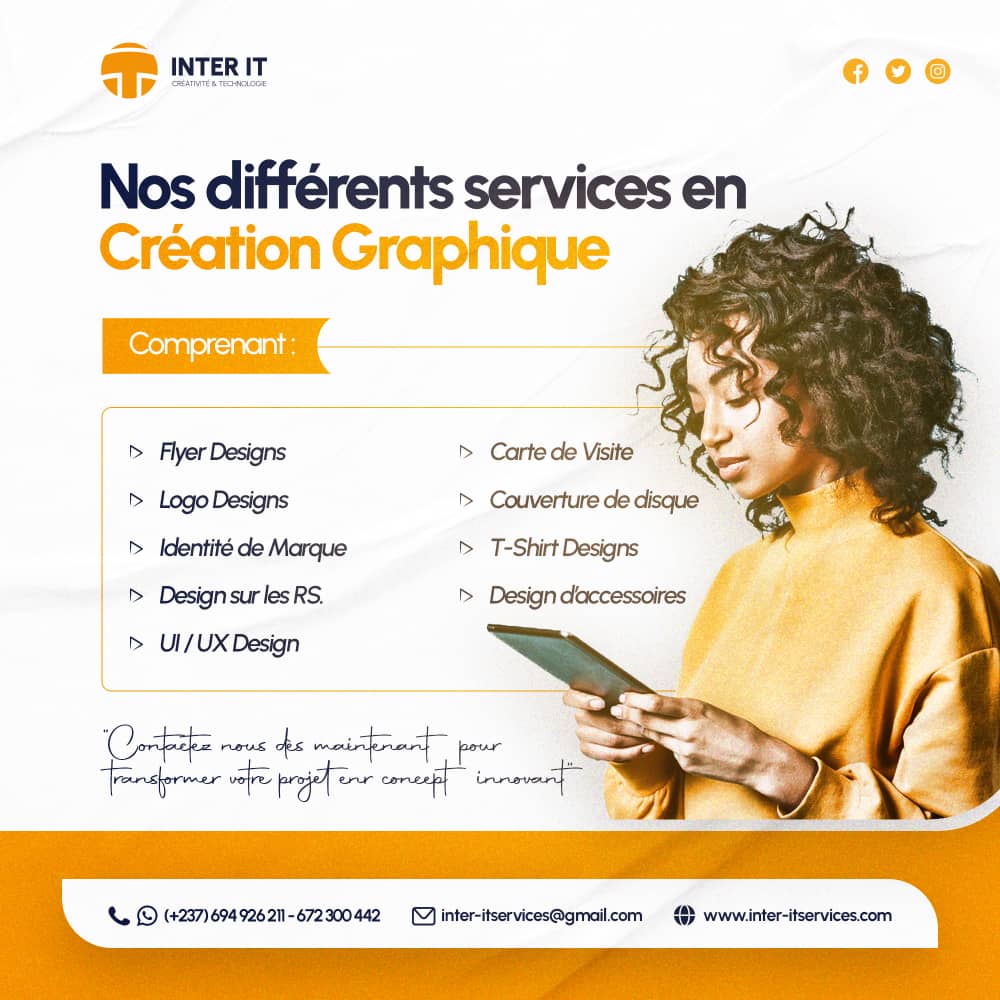 INTER IT
CRÉATIVITÉ & TECHNOLOGIE
Nos différents services en
Création Graphique
Comprenant :
Flyer Designs
Logo Designs
Identité de Marque
Design sur les RS.
UI / UX Design
Carte de Visite
Couverture de disque
T-Shirt Designs
Design d'accessoires
"Contactez nous dès maintenant pour
transformer votre projet enr concept innovant"
(+237) 694 926 211 - 672 300 442
inter-itservices@gmail.com
www.inter-itservices.com